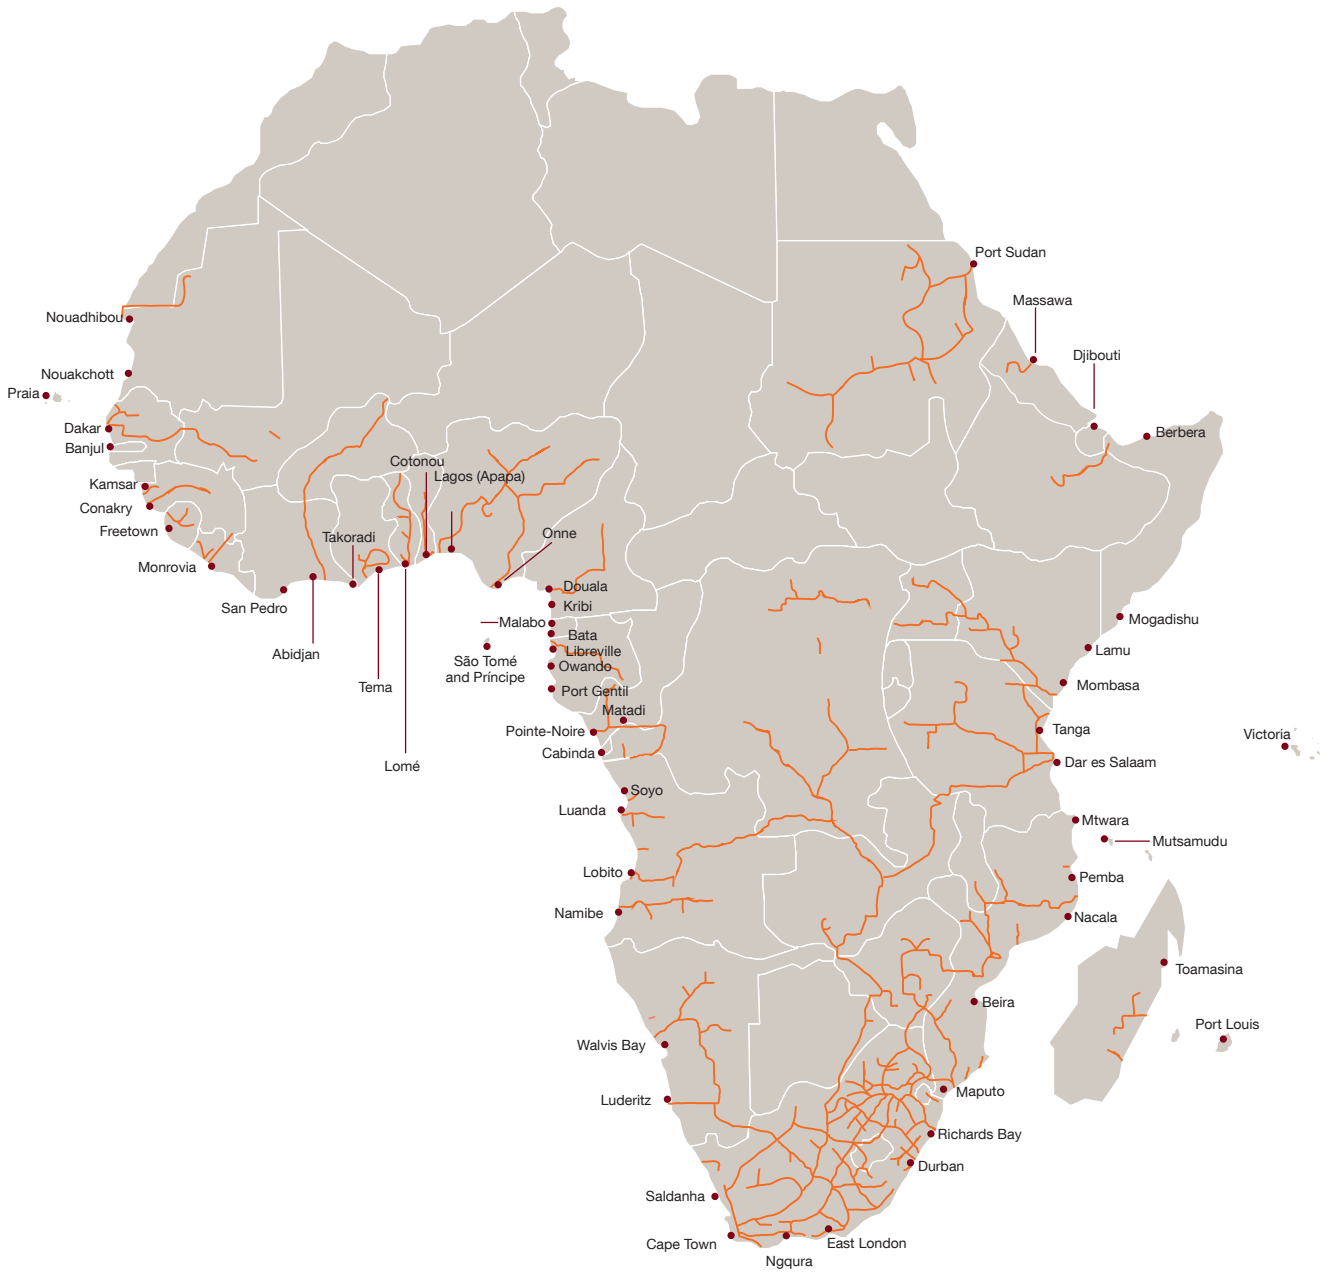 Port Sudan
Massawa
Nouadhibou
Djibouti
Nouakchott
Praia
Dakar
Berbera
Banjul
Cotonou
Lagos (Apapa)
Kamsar
Conakry
Freetown
Takoradi
Onne
Monrovia
Douala
San Pedro
Kribi
Malabo
Mogadishu
Bata
Abidjan
Libreville
Lamu
São Tomé
and Príncipe
Owando
Tema
Port Gentil
Mombasa
Matadi
Pointe-Noire
Tanga
Victoria
Cabinda
Lomé
Dar es Salaam
Soyo
Luanda
Mtwara
Mutsamudu
Lobito
Pemba
Namibe
Nacala
Toamasina
Beira
Port Louis
Walvis Bay
Maputo
Luderitz
Richards Bay
Durban
Saldanha
Cape Town
East London
Ngqura